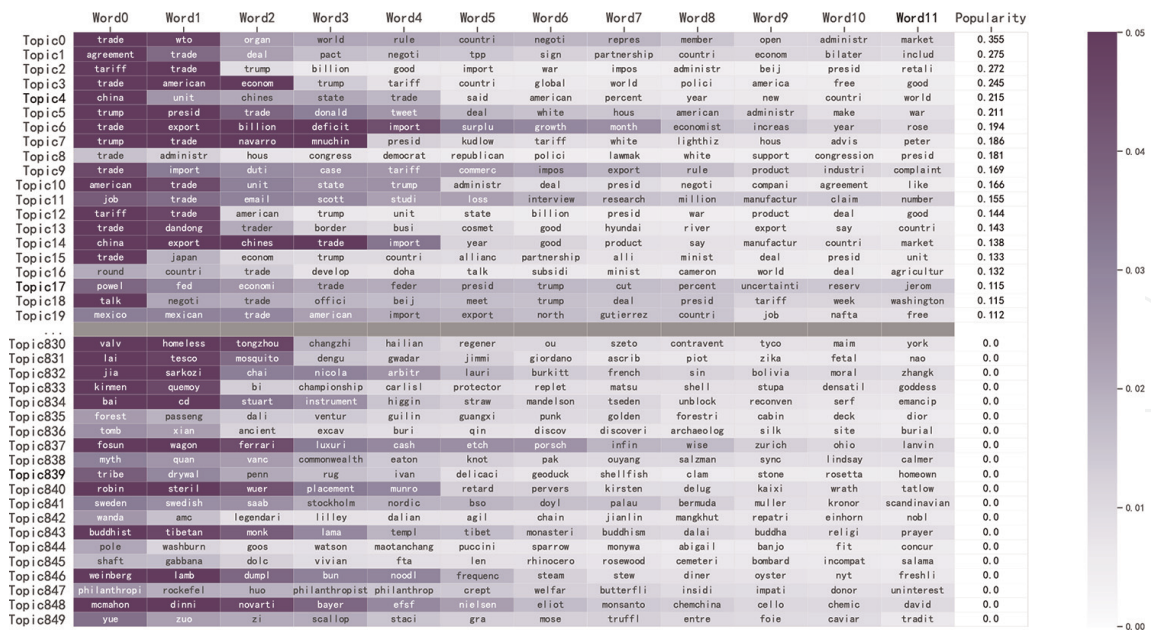 Word0 Word1 Word2 Word3 Word4 Word5 Word6 Word7 Word8 Word9 Word10 Word11 Popularity
Topic0 trade wto organ world rule countri negoti repres member open administr market 0.355
Topic1 agreement trade deal pact negoti tpp sign partnership countri econom bilater includ 0.275
Topic2 tariff trade trump billion good import war impos administr beij presid retali 0.272
Topic3 trade american econom trump tariff countri global world polici america free good 0.245
Topic4 china unit chines state trade said american percent year new countri world 0.215
Topic5 trump presid trade donald tweet deal white hous american administr make war 0.211
Topic6 trade export billion deficit import surplu growth month economist increas year rose 0.194
Topic7 trump trade navarro mnuchin presid kudlow tariff white lighthiz hous advis peter 0.186
Topic8 trade administr hous congress democrat republican polici lawmak white support congression presid 0.181
Topic9 trade import duti case tariff commerc impos export rule product industri complaint 0.169
Topic10 american trade unit state trump administr deal presid negoti compani agreement like 0.166
Topic11 job trade email scott studi loss interview research million manufactur claim number 0.155
Topic12 tariff trade american trump unit state billion presid war product deal good 0.144
Topic13 trade dandong trader border busi cosmet good hyundai river export say countri 0.143
Topic14 china export chines trade import year good product say manufactur countri market 0.138
Topic15 trade japan econom trump countri allianc partnership alli minist deal presid unit 0.133
Topic16 round countri trade develop doha talk subsidi minist cameron world deal agricultur 0.132
Topic17 powel fed economi trade feder presid trump cut percent uncertainti reserv jerom 0.115
Topic18 talk negoti trade offici beij meet trump deal presid tariff week washington 0.115
Topic19 mexico mexican trade american import export north gutierrez countri job nafta free 0.112
...
Topic830 valv homeless tongzhou changzhi hailian regener ou szeto contravent tyco maim york 0.0
Topic831 lai tesco mosquito dengu gwadar jimmi giordano ascrib piot zika fetal nao 0.0
Topic832 jia sarkozi chai nicola arbitr lauri burkitt french sin bolivia moral zhangk 0.0
Topic833 kinmen quemoy bi championship carlisl protector replet matsu shell stupa densatil goddess 0.0
Topic834 bai cd stuart instrument higgin straw mandelson tseden unblock reconven serf emancip 0.0
Topic835 forest passeng dali ventur guilin guangxi punk golden forestri cabin deck dior 0.0
Topic836 tomb xian ancient excav buri qin discov discoveri archaeolog silk site burial 0.0
Topic837 fosun wagon ferrari luxuri cash etch porsch infin wise zurich ohio lanvin 0.0
Topic838 myth quan vanc commonwealth eaton knot pak ouyang salzman sync lindsay calmer 0.0
Topic839 tribe drywal penn rug ivan delicaci geoduck shellfish clam stone rosetta homeown 0.0
Topic840 robin steril wuer placement munro retard pervers kirsten delug kaixi wrath tatlow 0.0
Topic841 sweden swedish saab stockholm nordic bso doyl palau bermuda muller kronor scandinavian 0.0
Topic842 wanda amc legendari lilley dalian agil chain jianlin mangkhut repatri einhorn nobl 0.0
Topic843 buddhist tibetan monk lama templ tibet monasteri buddhism dalai buddha religi prayer 0.0
Topic844 pole washburn goos watson maotanchang puccini sparrow monywa abigail banjo fit concur 0.0
Topic845 shaft gabbana dolc vivian fta len rhinocero rosewood cemeteri bombard incompat salama 0.0
Topic846 weinberg lamb dumpl bun noodl frequenc steam stew diner oyster nyt freshli 0.0
Topic847 philanthropi rockefel huo philanthropist philanthrop crept welfar butterfli insidi impati donor uninterest 0.0
Topic848 mcmahon dinni novarti bayer efsf nielsen eliot monsanto chemchina cello chemic david 0.0
Topic849 yue zuo zi scallop staci gra mose truffl entre foie caviar tradit 0.0
0.05
0.04
0.03
0.02
0.01
0.00